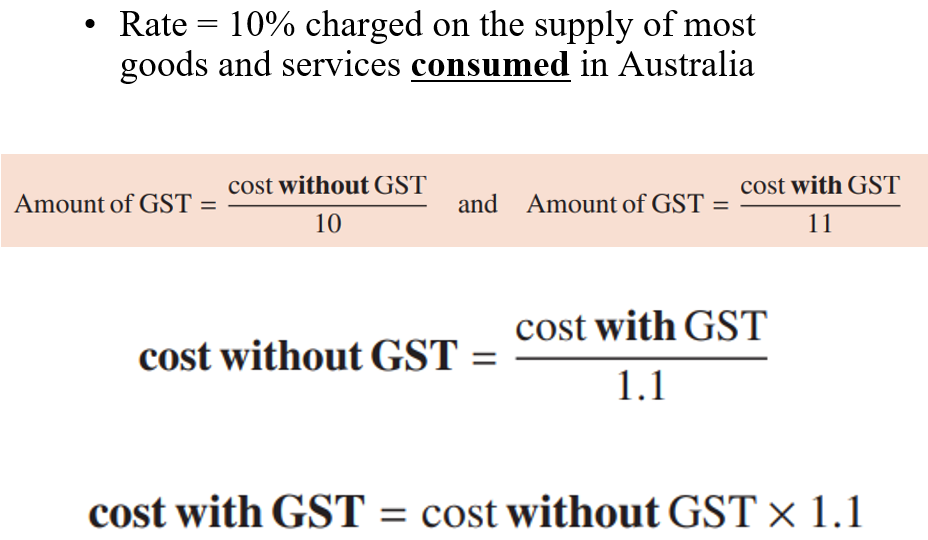 • Rate = 10% charged on the supply of most
goods and services consumed in Australia
Amount of GST = cost without GST / 10 and Amount of GST = cost with GST / 11
cost without GST = cost with GST / 1.1
cost with GST = cost without GST × 1.1